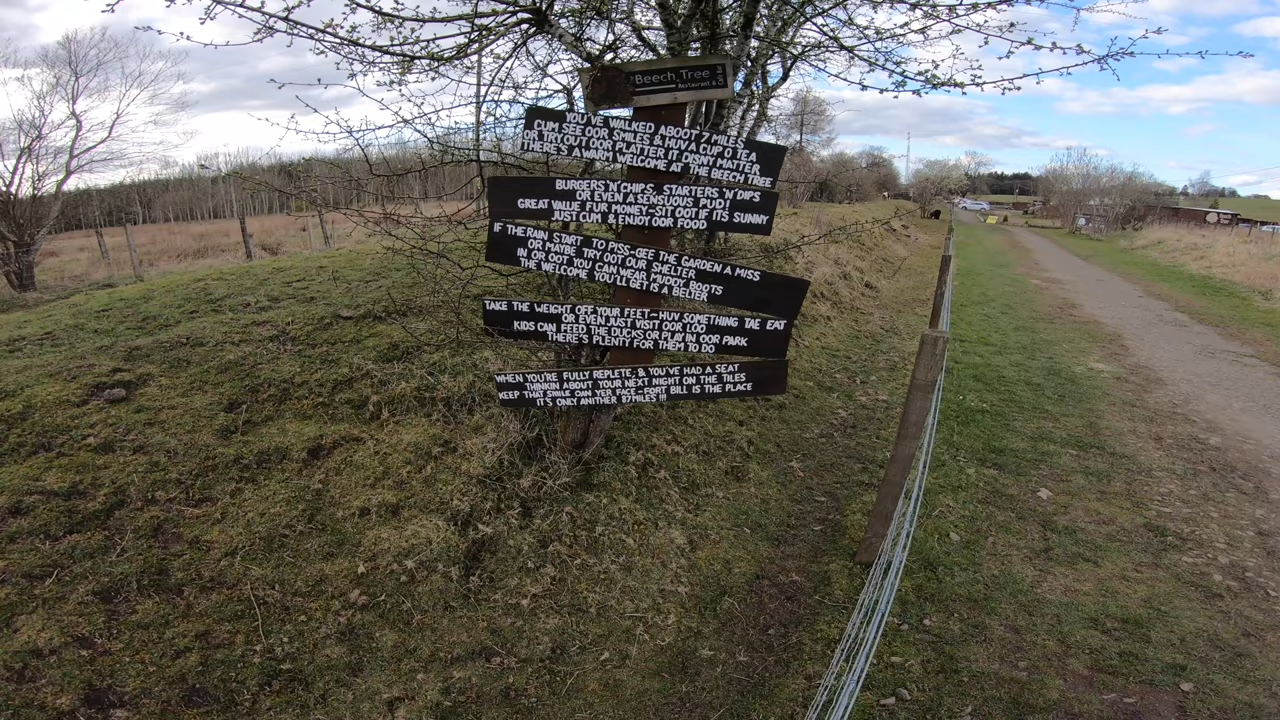 Beech Tree
Restaurant &
YOU'VE WALKED ABOOT 7 MILES
CUM SEE OOR SMILES & HUV A CUP O TEA
OR TRY OUT OOR PLATTER IT DISNY MATTER
THERE'S A WARM WELCOME AT THE BEECH TREE
BURGERS 'N' CHIPS, STARTERS 'N' DIPS
OR EVEN A SENSUOUS PUD!
GREAT VALUE FUR MONEY-SIT OOT IF ITS SUNNY
JUST CUM & ENJOY OOR FOOD
IF THE RAIN START TO PISS-GEE THE GARDEN A MISS
OR MAYBE TRY OOT OUR SHELTER
IN OR OOT YOU CAN WEAR MUDDY BOOTS
THE WELCOME YOU'LL GET IS A BELTER
TAKE THE WEIGHT OFF YOUR FEET-HUV SOMETHING TAE EAT
OR EVEN JUST VISIT OOR LOO
KIDS CAN FEED THE DUCKS OR PLAY IN OOR PARK
THERE'S PLENTY FOR THEM TO DO
WHEN YOU'RE FULLY REPLETE, & YOU'VE HAD A SEAT
THINKIN ABOUT YOUR NEXT NIGHT ON THE TILES
KEEP THAT SMILE OAN YER FACE-FORT BILL IS THE PLACE
IT'S ONLY ANITHER 87 MILES !!!